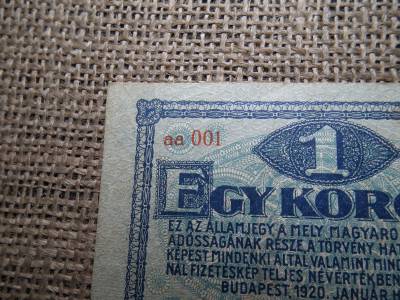 aa 001
1
EGY KORO
EZ AZ ÁLLAMJEGY A MELY MAGYARO
ADÓSSÁGÁNAK RÉSZE, A TÖRVÉNY HAT
KÉPEST MINDENKI ÁLTAL, VALAMINT MIND
NÁL FIZETÉSKÉP TELJES NÉVÉRTÉKBEN
BUDAPEST 1920. JANUÁR H